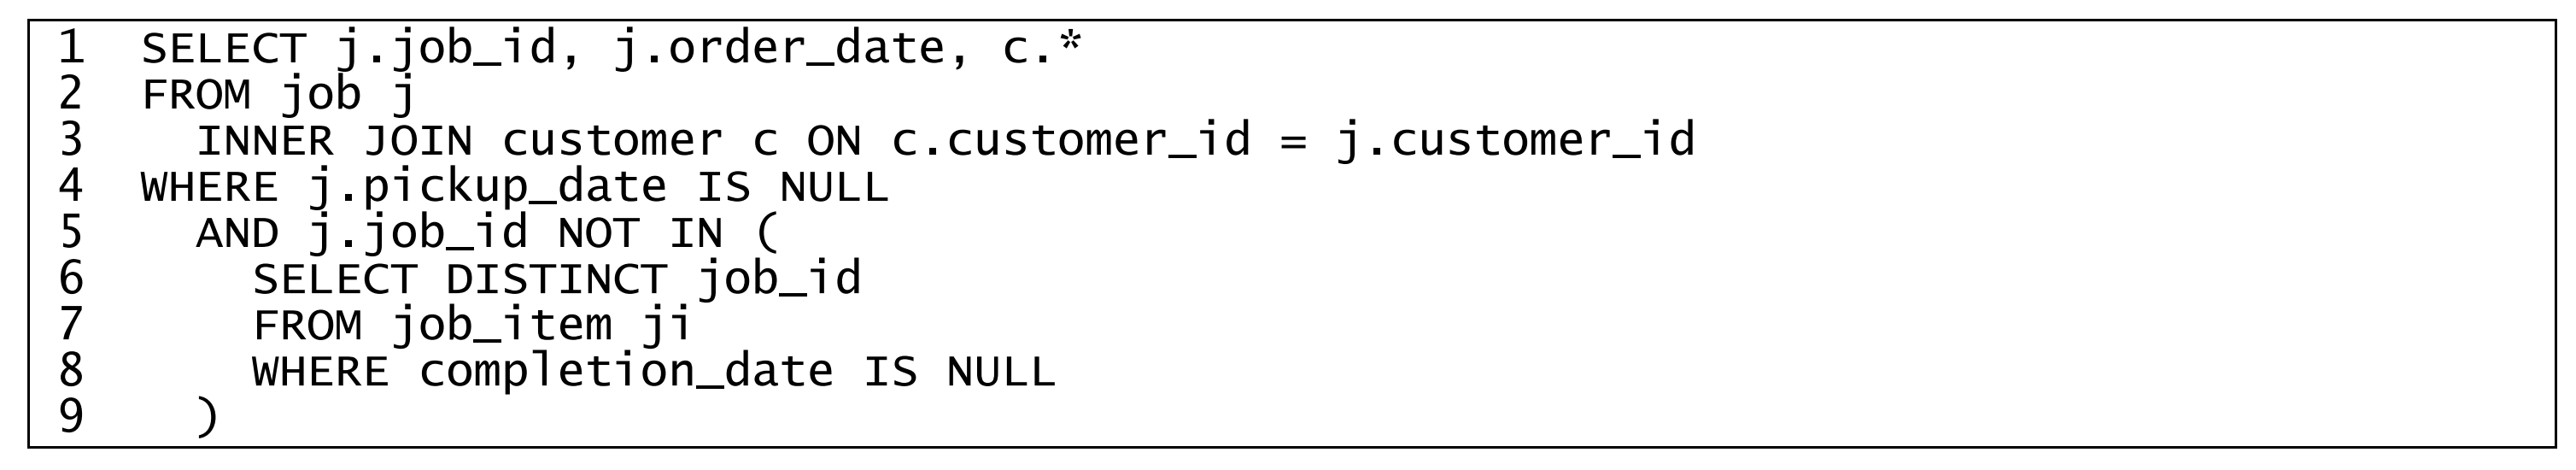 1 SELECT j.job_id, j.order_date, c.*
2 FROM job j
3   INNER JOIN customer c ON c.customer_id = j.customer_id
4 WHERE j.pickup_date IS NULL
5   AND j.job_id NOT IN (
6     SELECT DISTINCT job_id
7     FROM job_item ji
8     WHERE completion_date IS NULL
9   )